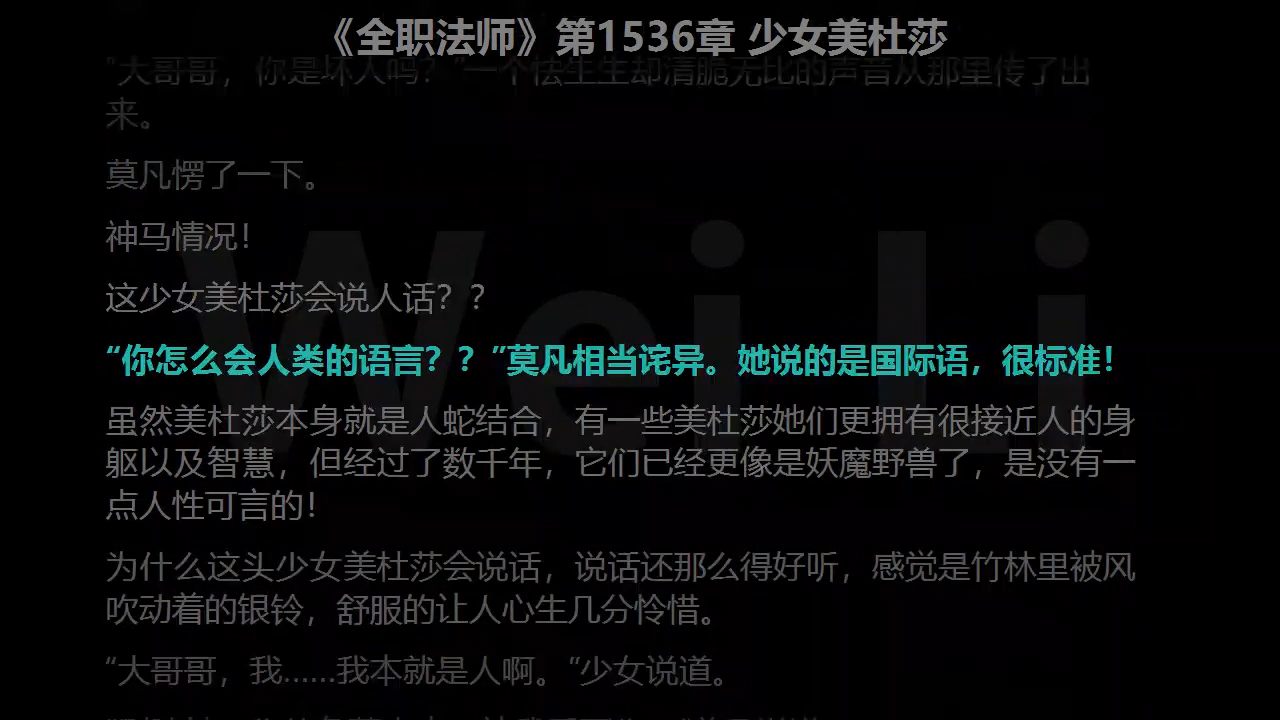 《全职法师》第1536章 少女美杜莎
“大哥哥，你是坏人吗？”一个怯生生却清脆无比的声音从那里传了出
来。
莫凡愣了一下。
神马情况！
这少女美杜莎会说人话？？
“你怎么会人类的语言？？”莫凡相当诧异。她说的是国际语，很标准！
虽然美杜莎本身就是人蛇结合，有一些美杜莎她们更拥有很接近人的身
躯以及智慧，但经过了数千年，它们已经更像是妖魔野兽了，是没有一
点人性可言的！
为什么这头少女美杜莎会说话，说话还那么得好听，感觉是竹林里被风
吹动着的银铃，舒服的让人心生几分怜惜。
“大哥哥，我……我本就是人啊。”少女说道。
Wei Li